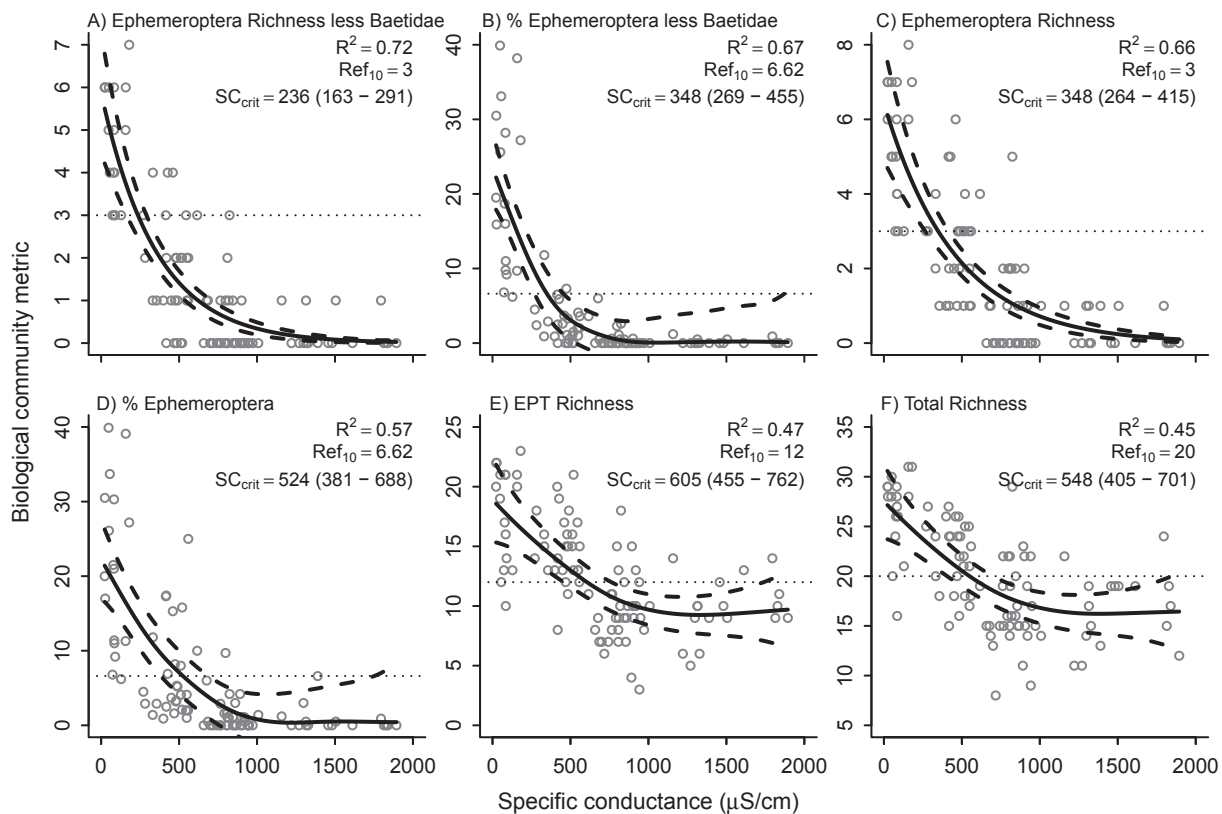 A) Ephemeroptera Richness less Baetidae
R² = 0.72
Ref₁₀ = 3
SCcrit = 236 (163 − 291)
0 1 2 3 4 5 6 7
B) % Ephemeroptera less Baetidae
R² = 0.67
Ref₁₀ = 6.62
SCcrit = 348 (269 − 455)
0 10 20 30 40
C) Ephemeroptera Richness
R² = 0.66
Ref₁₀ = 3
SCcrit = 348 (264 − 415)
0 2 4 6 8
Biological community metric
D) % Ephemeroptera
R² = 0.57
Ref₁₀ = 6.62
SCcrit = 524 (381 − 688)
0 10 20 30 40
0 500 1000 1500 2000
E) EPT Richness
R² = 0.47
Ref₁₀ = 12
SCcrit = 605 (455 − 762)
0 5 10 15 20 25
0 500 1000 1500 2000
F) Total Richness
R² = 0.45
Ref₁₀ = 20
SCcrit = 548 (405 − 701)
5 10 15 20 25 30 35
0 500 1000 1500 2000
Specific conductance (μS/cm)